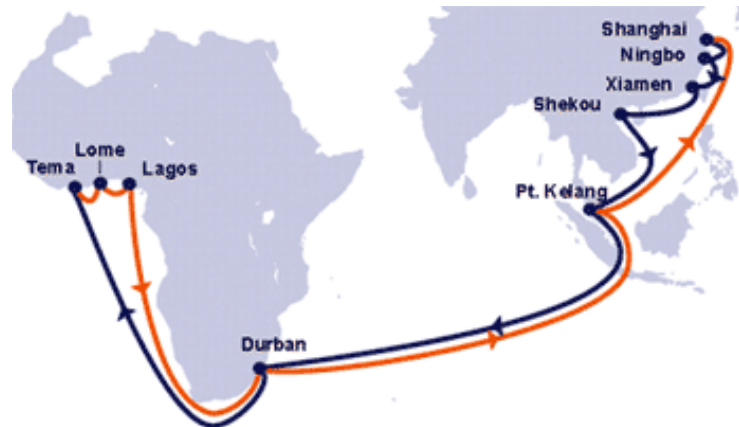 Shanghai
Ningbo
Xiamen
Shekou
Lome
Tema
Lagos
Pt. Kelang
Durban